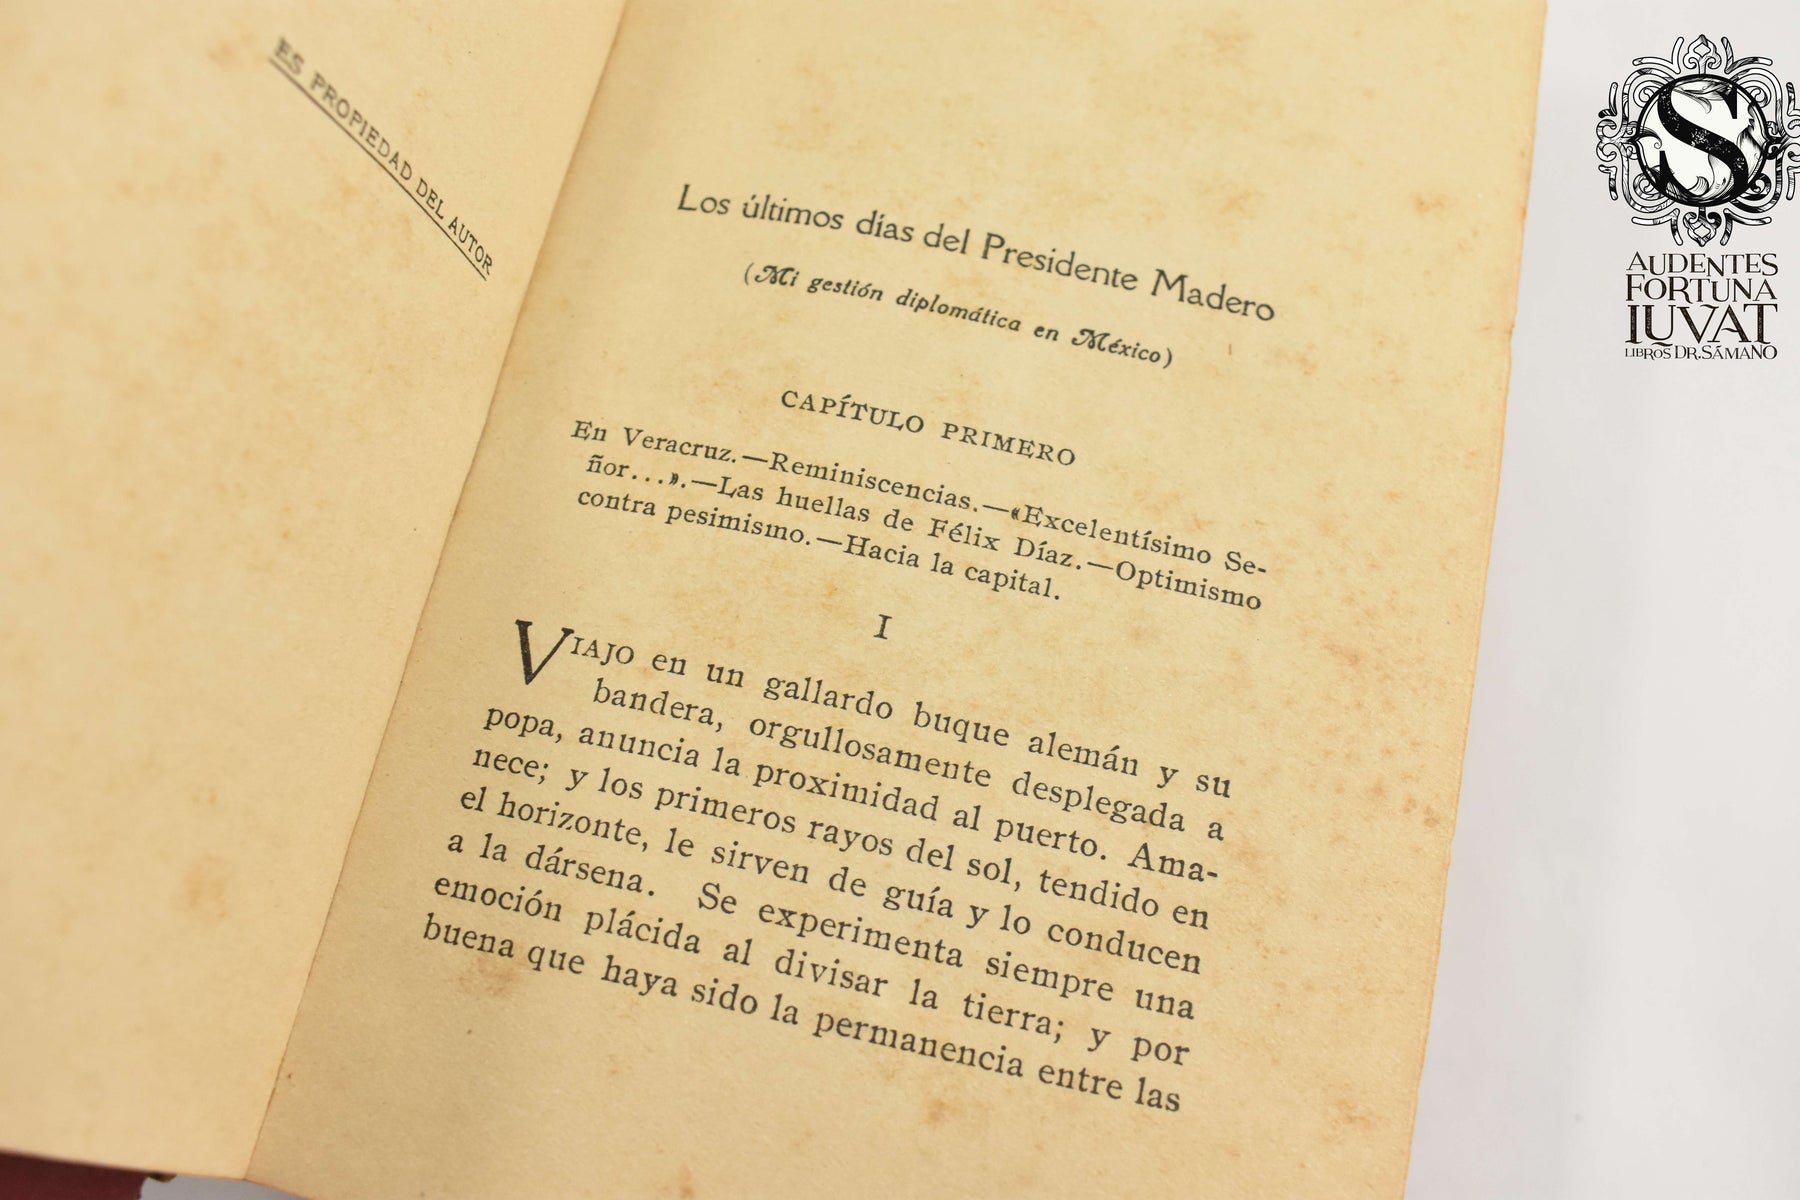 ES PROPIEDAD DEL AUTOR
Los últimos días del Presidente Madero
(Mi gestión diplomática en México)
CAPÍTULO PRIMERO
En Veracruz.—Reminiscencias.—«Excelentísimo Se-
ñor...».—Las huellas de Félix Díaz.—Optimismo
contra pesimismo.—Hacia la capital.
I
VIAJO en un gallardo buque alemán y su
bandera, orgullosamente desplegada a
popa, anuncia la proximidad al puerto. Ama-
nece; y los primeros rayos del sol, tendido en
el horizonte, le sirven de guía y lo conducen
a la dársena. Se experimenta siempre una
emoción plácida al divisar la tierra; y por
buena que haya sido la permanencia entre las
S
AUDENTES
FORTUNA
IUVAT
LIBROS DR. SÁMANO